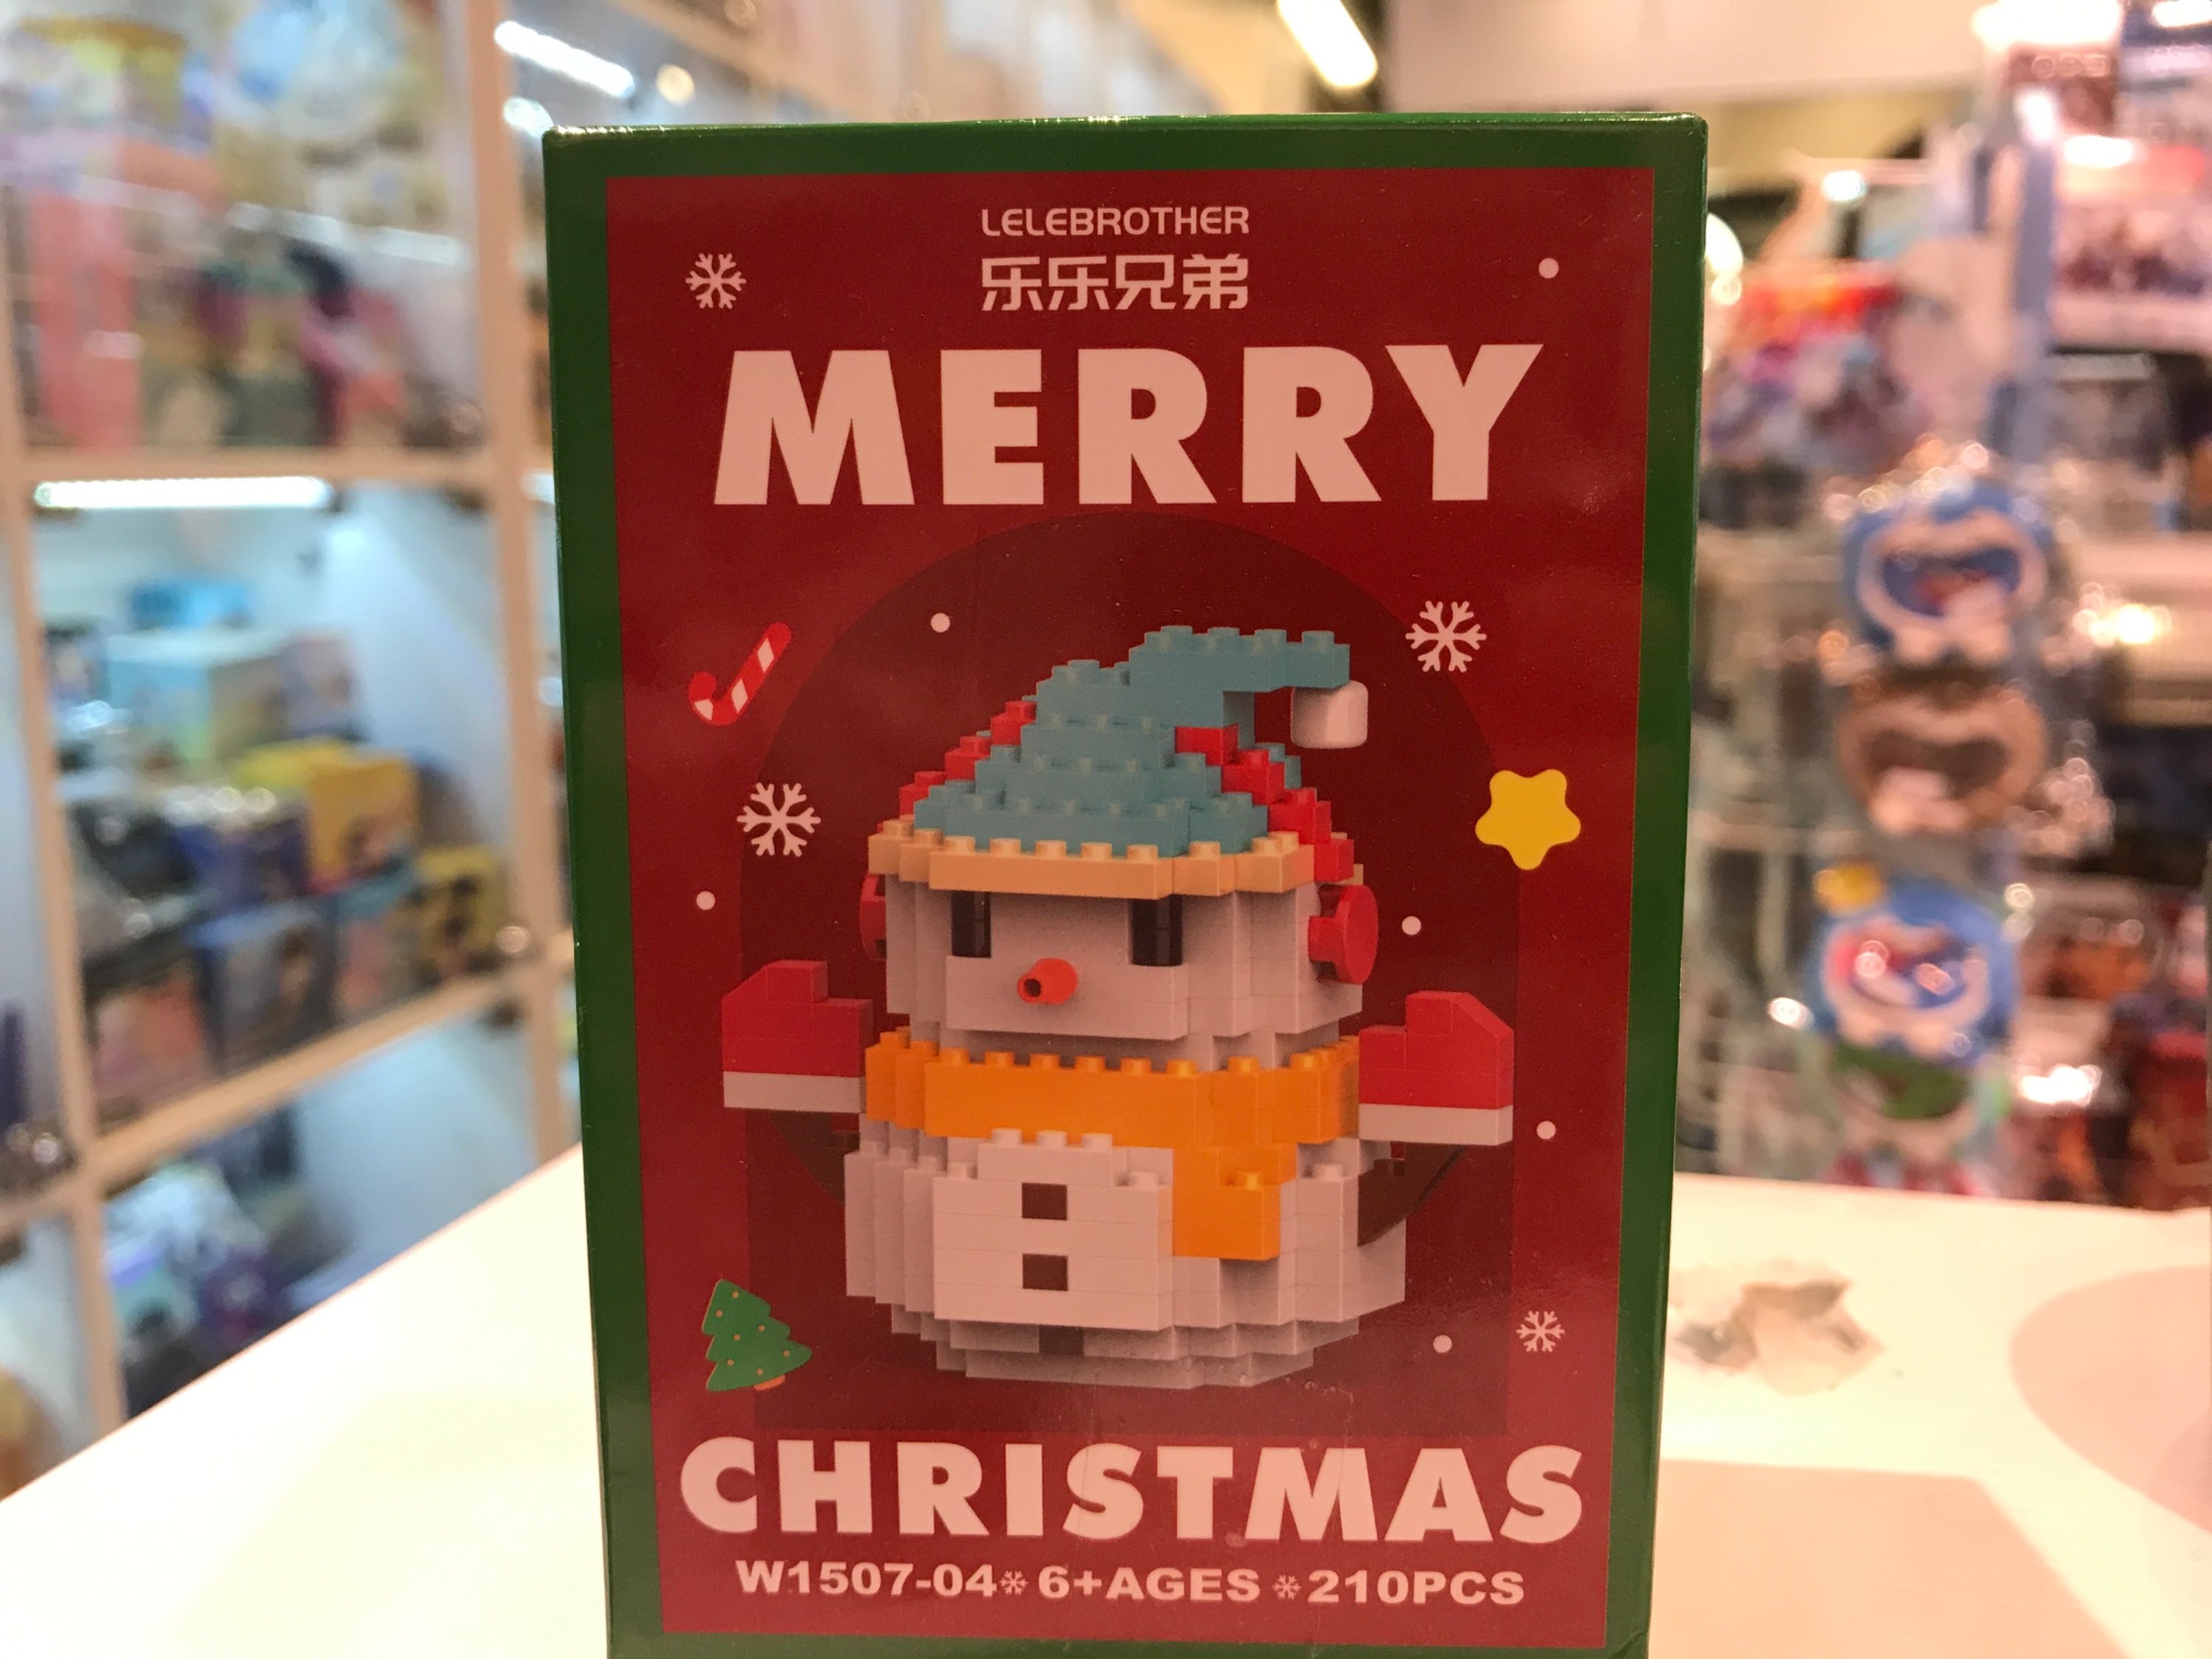 LELEBROTHER
乐乐兄弟
MERRY
CHRISTMAS
W1507-04 6+AGES 210PCS